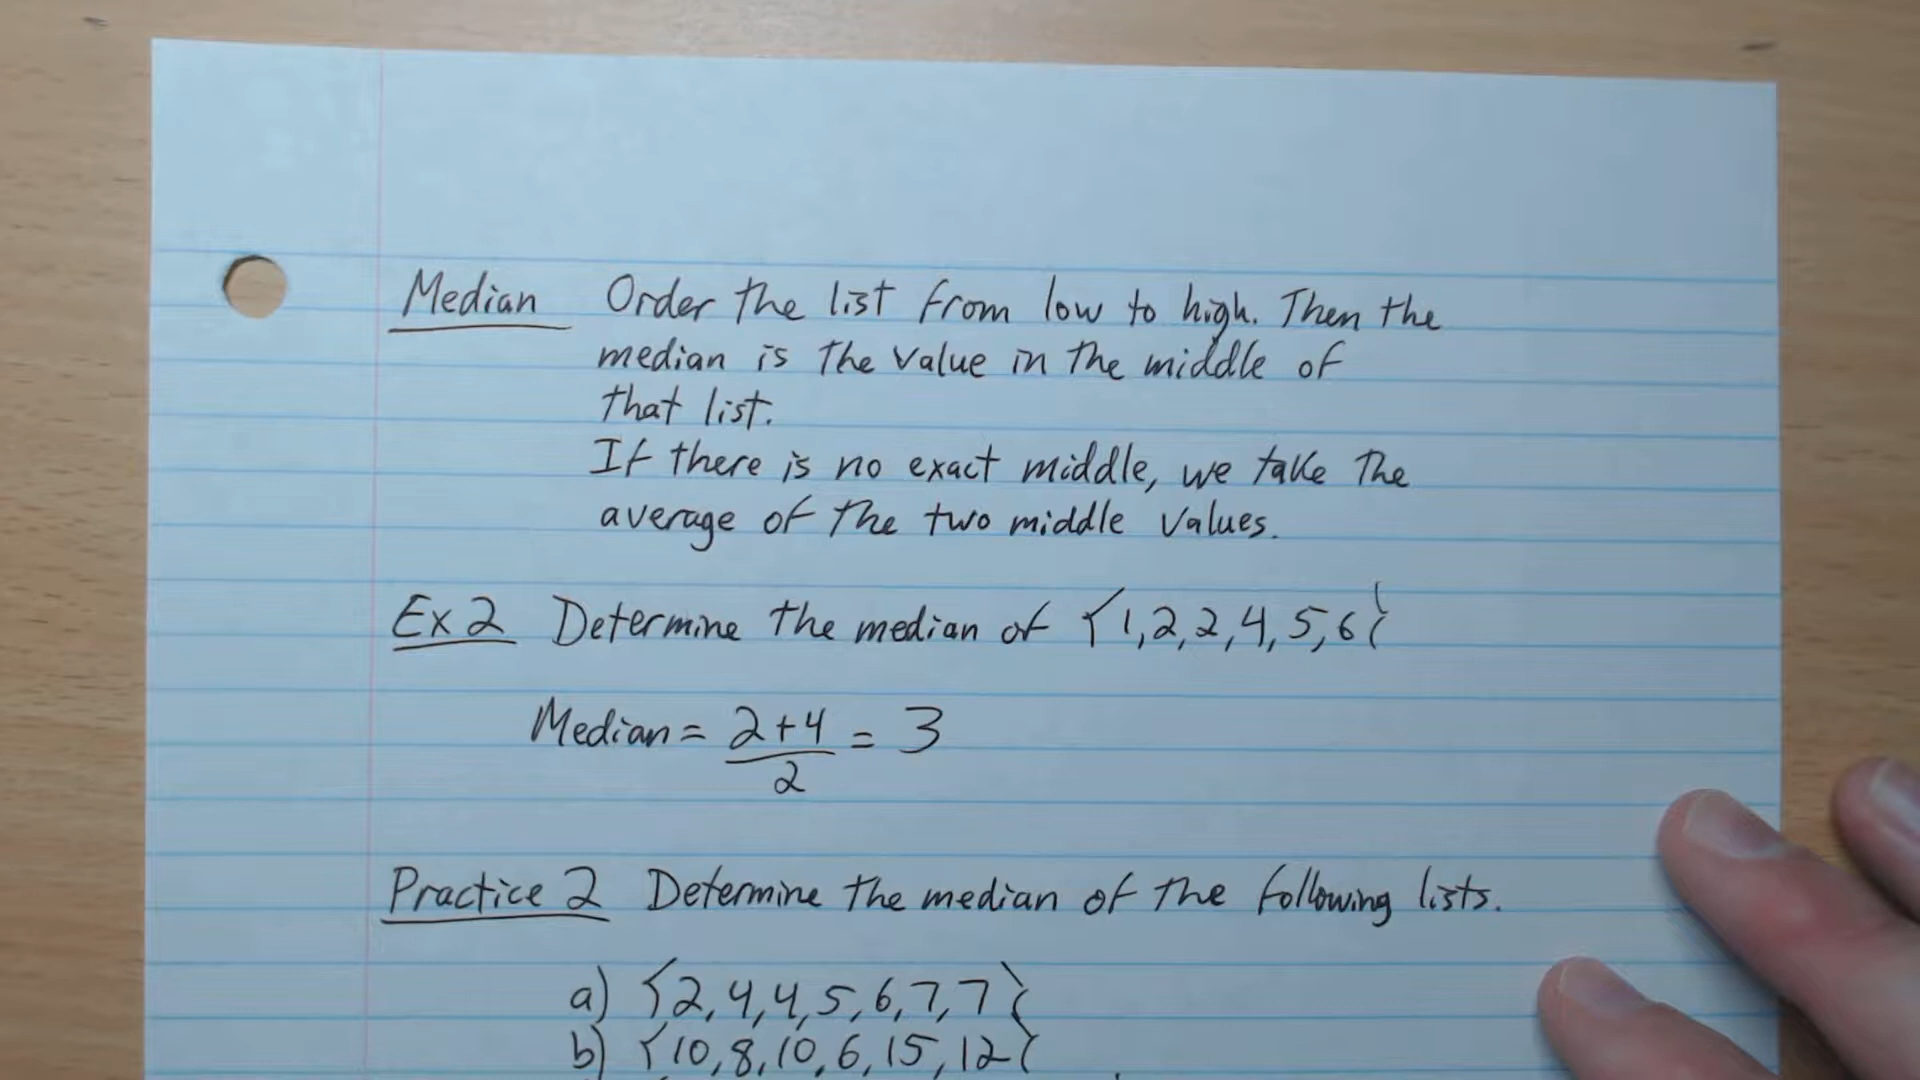 Median Order the list from low to high. Then the
median is the value in the middle of
that list.
If there is no exact middle, we take the
average of the two middle values.
Ex 2 Determine the median of {1,2,2,4,5,6}
Median = 2+4/2 = 3
Practice 2 Determine the median of the following lists.
a) {2,4,4,5,6,7,7}
b) {10,8,10,6,15,12}